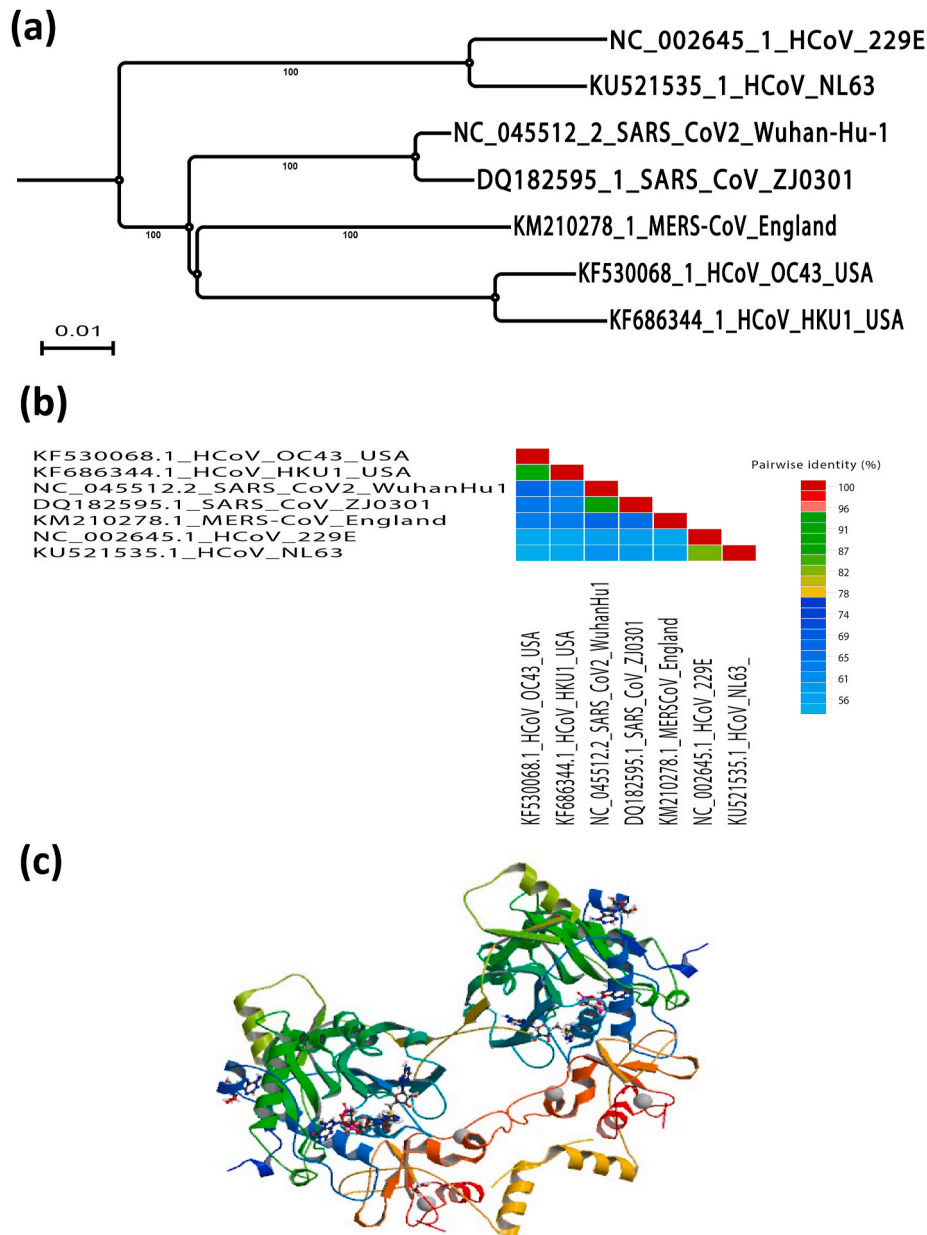 (a)
NC_002645_1_HCoV_229E
100
KU521535_1_HCoV_NL63
NC_045512_2_SARS_CoV2_Wuhan-Hu-1
100
DQ182595_1_SARS_CoV_ZJ0301
KM210278_1_MERS-CoV_England
100
100
KF530068_1_HCoV_OC43_USA
KF686344_1_HCoV_HKU1_USA
0.01
(b)
KF530068.1_HCoV_OC43_USA
KF686344.1_HCoV_HKU1_USA
NC_045512.2_SARS_CoV2_WuhanHu1
DQ182595.1_SARS_CoV_ZJ0301
KM210278.1_MERS-CoV_England
NC_002645.1_HCoV_229E
KU521535.1_HCoV_NL63
Pairwise identity (%)
100
96
91
87
82
78
74
69
65
61
56
KF530068.1_HCoV_OC43_USA
KF686344.1_HCoV_HKU1_USA
NC_045512.2_SARS_CoV2_WuhanHu1
DQ182595.1_SARS_CoV_ZJ0301
KM210278.1_MERSCoV_England
NC_002645.1_HCoV_229E
KU521535.1_HCoV_NL63_
(c)